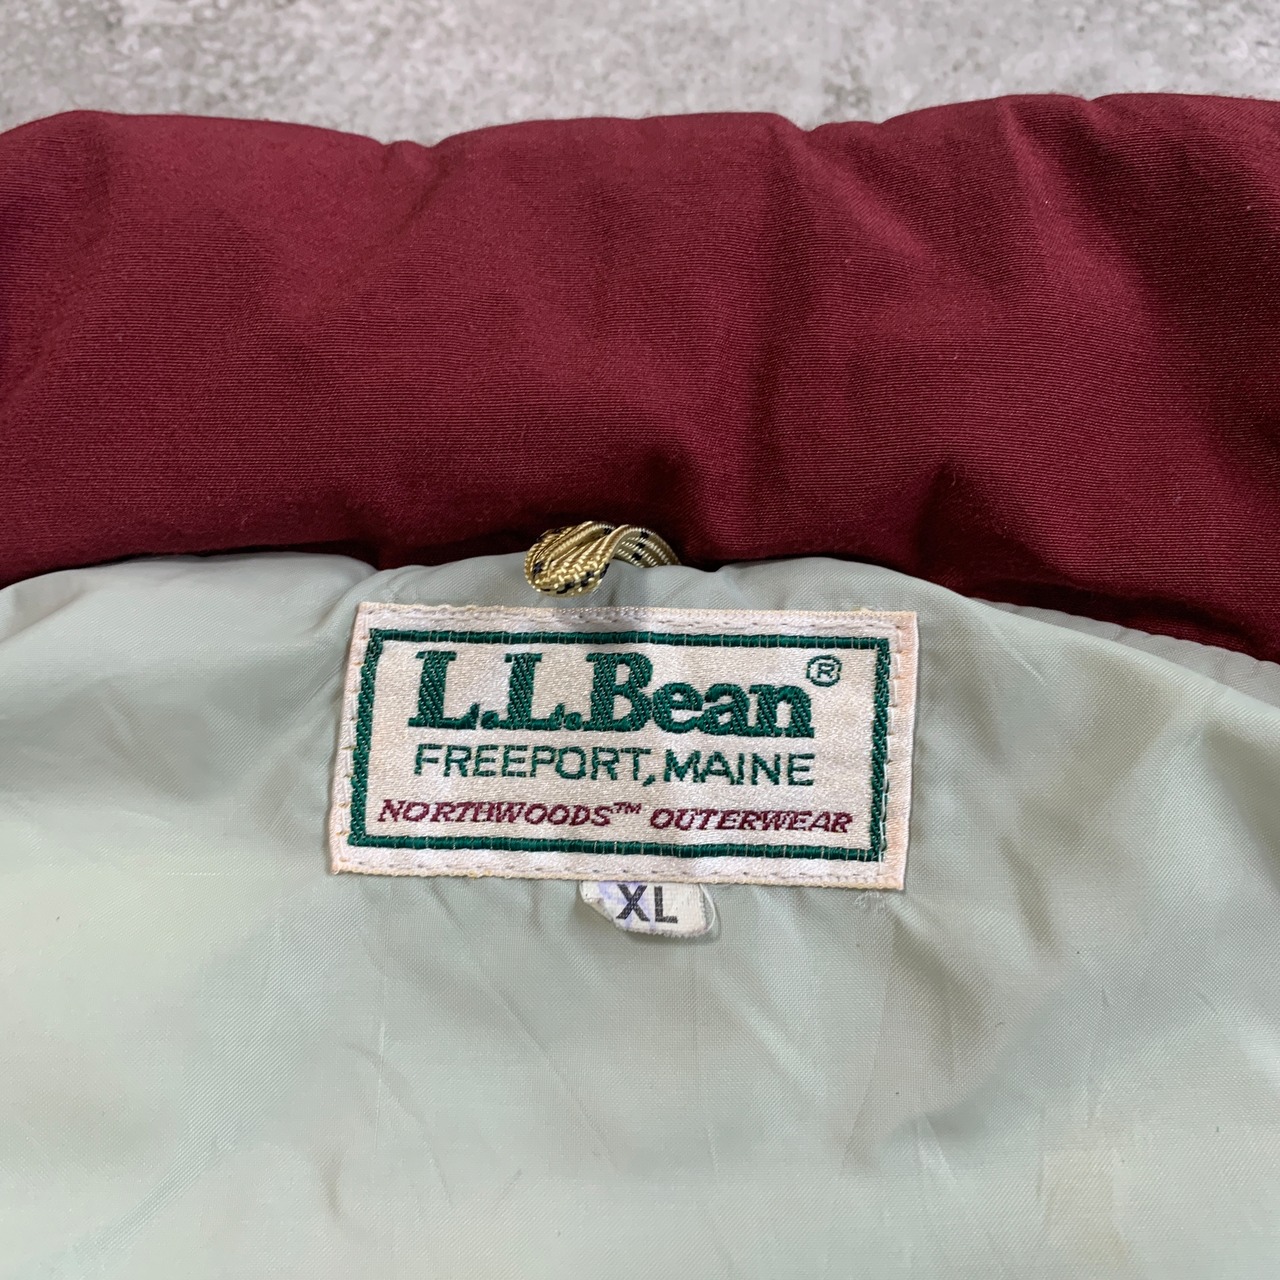 L.L.Bean®
FREEPORT, MAINE
NORTHWOODS™ OUTERWEAR
XL